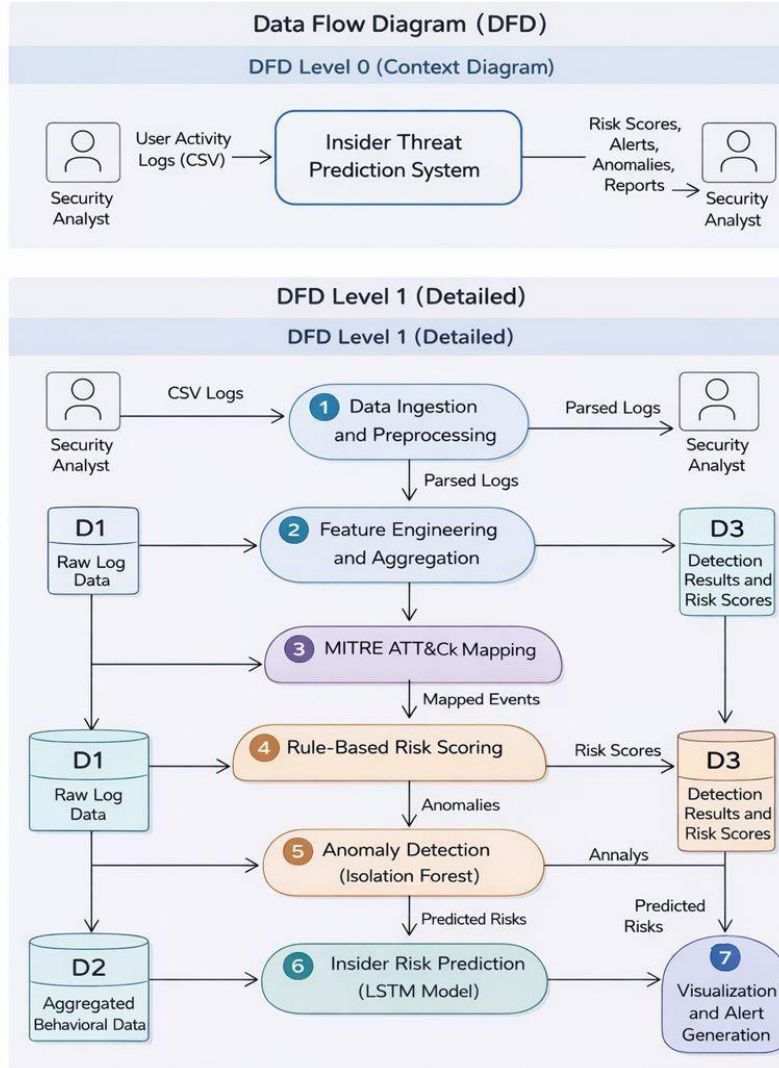 Data Flow Diagram (DFD)
DFD Level 0 (Context Diagram)
Security
Analyst
User Activity
Logs (CSV)
Insider Threat
Prediction System
Risk Scores,
Alerts,
Anomalies,
Reports
Security
Analyst
DFD Level 1 (Detailed)
DFD Level 1 (Detailed)
Security
Analyst
CSV Logs
1 Data Ingestion
and Preprocessing
Parsed Logs
Security
Analyst
Parsed Logs
D1
Raw Log
Data
2 Feature Engineering
and Aggregation
D3
Detection
Results and
Risk Scores
3 MITRE ATT&Ck Mapping
Mapped Events
D1
Raw Log
Data
4 Rule-Based Risk Scoring
Risk Scores
D3
Detection
Results and
Risk Scores
Anomalies
5 Anomaly Detection
(Isolation Forest)
Annalys
Predicted Risks
Predicted
Risks
D2
Aggregated
Behavioral Data
6 Insider Risk Prediction
(LSTM Model)
7
Visualization
and Alert
Generation